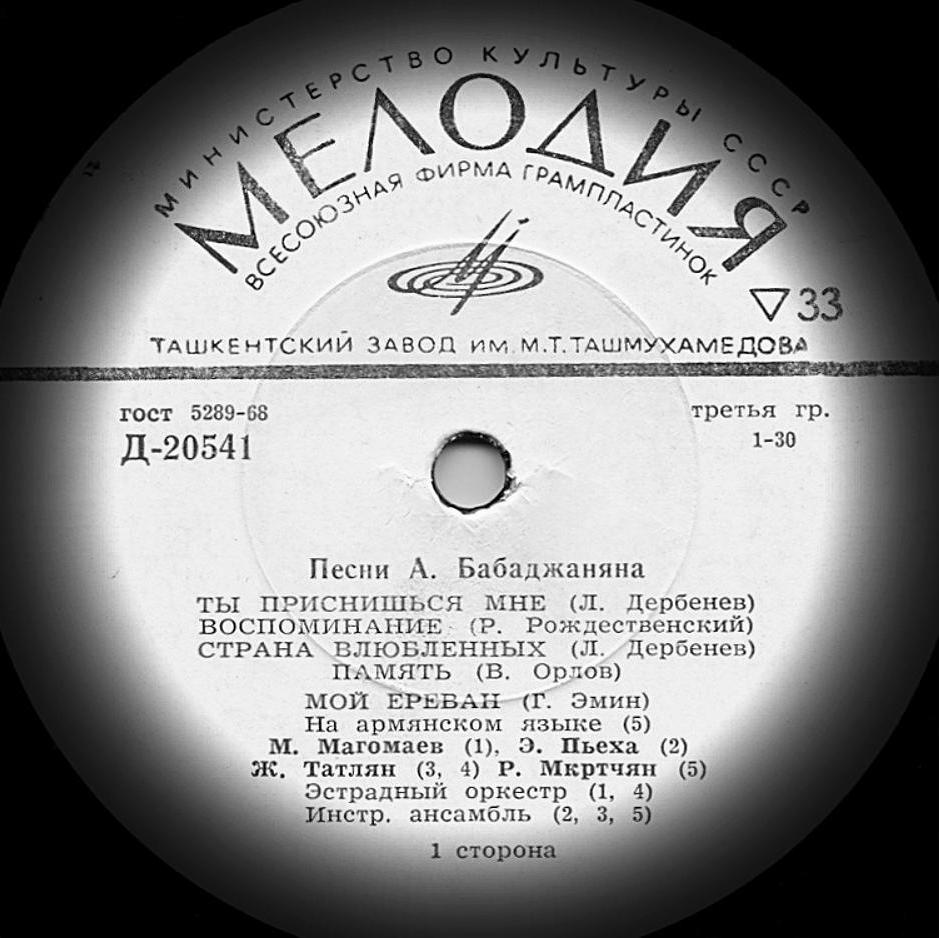 МИНИСТЕРСТВО КУЛЬТУРЫ СССР
МЕЛОДИЯ
ВСЕСОЮЗНАЯ ФИРМА ГРАМПЛАСТИНОК
33
ТАШКЕНТСКИЙ ЗАВОД ИМ. М.Т.ТАШМУХАМЕДОВА
ГОСТ 5289-68
третья гр.
Д-20541
1-30
Песни А. Бабаджаняна
ТЫ ПРИСНИШЬСЯ МНЕ (Л. Дербенев)
ВОСПОМИНАНИЕ (Р. Рождественский)
СТРАНА ВЛЮБЛЕННЫХ (Л. Дербенев)
ПАМЯТЬ (В. Орлов)
МОЙ ЕРЕВАН (Г. Эмин)
На армянском языке (5)
М. Магомаев (1), Э. Пьеха (2)
Ж. Татлян (3, 4) Р. Мкртчян (5)
Эстрадный оркестр (1, 4)
Инстр. ансамбль (2, 3, 5)
1 сторона